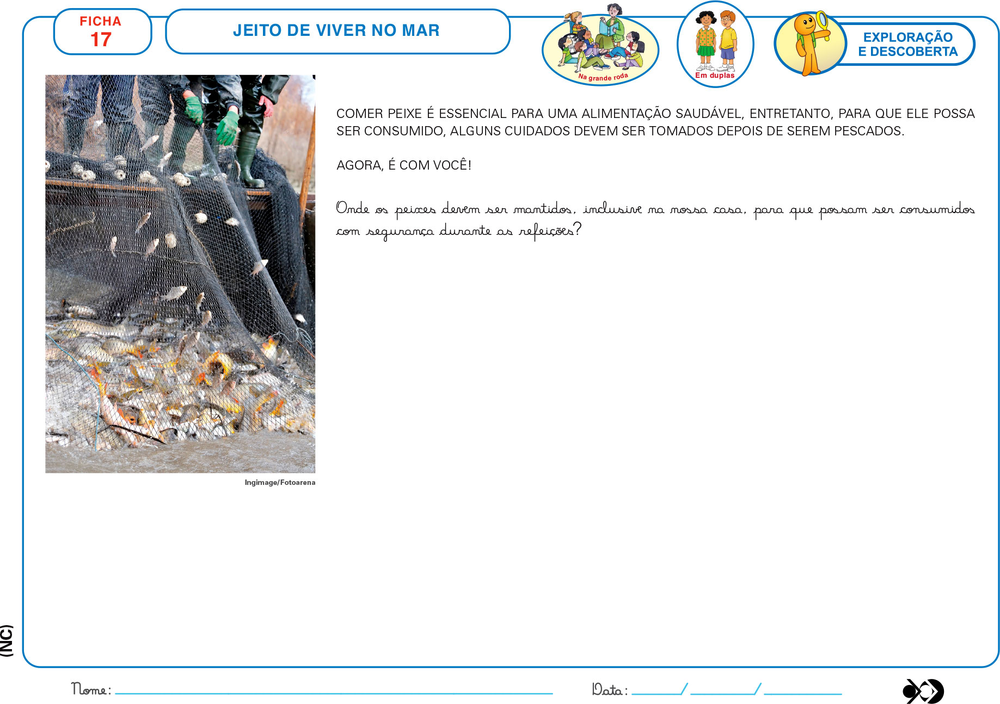 FICHA
17
JEITO DE VIVER NO MAR
Na grande roda
Em duplas
EXPLORAÇÃO
E DESCOBERTA
COMER PEIXE É ESSENCIAL PARA UMA ALIMENTAÇÃO SAUDÁVEL, ENTRETANTO, PARA QUE ELE POSSA
SER CONSUMIDO, ALGUNS CUIDADOS DEVEM SER TOMADOS DEPOIS DE SEREM PESCADOS.
AGORA, É COM VOCÊ!
Onde os peixes devem ser mantidos, inclusive na nossa casa, para que possam ser consumidos
com segurança durante as refeições?
Ingimage/Fotoarena
(NC)
Nome:
Data: / /